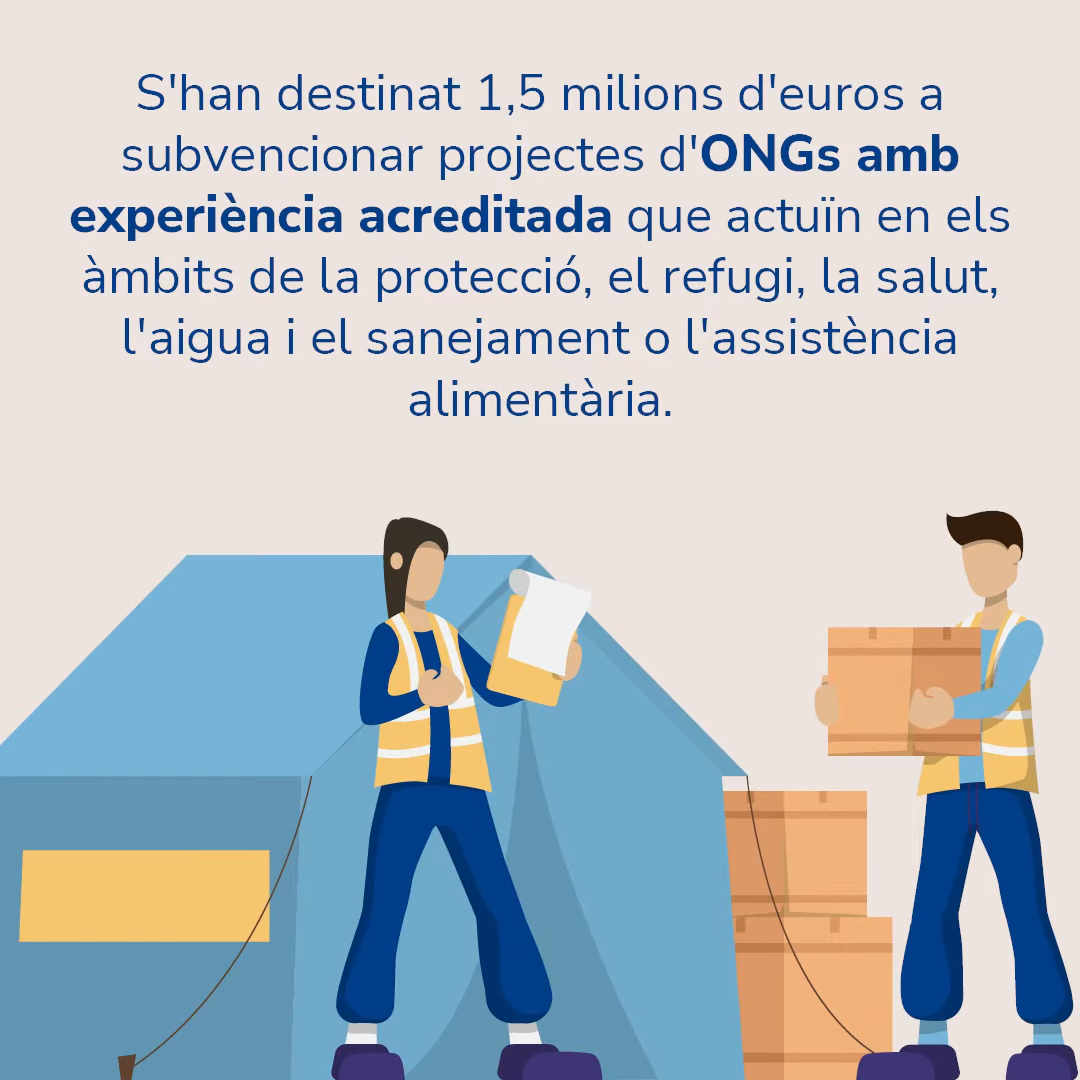 S'han destinat 1,5 milions d'euros a
subvencionar projectes d'ONGs amb
experiència acreditada que actuïn en els
àmbits de la protecció, el refugi, la salut,
l'aigua i el sanejament o l'assistència
alimentària.